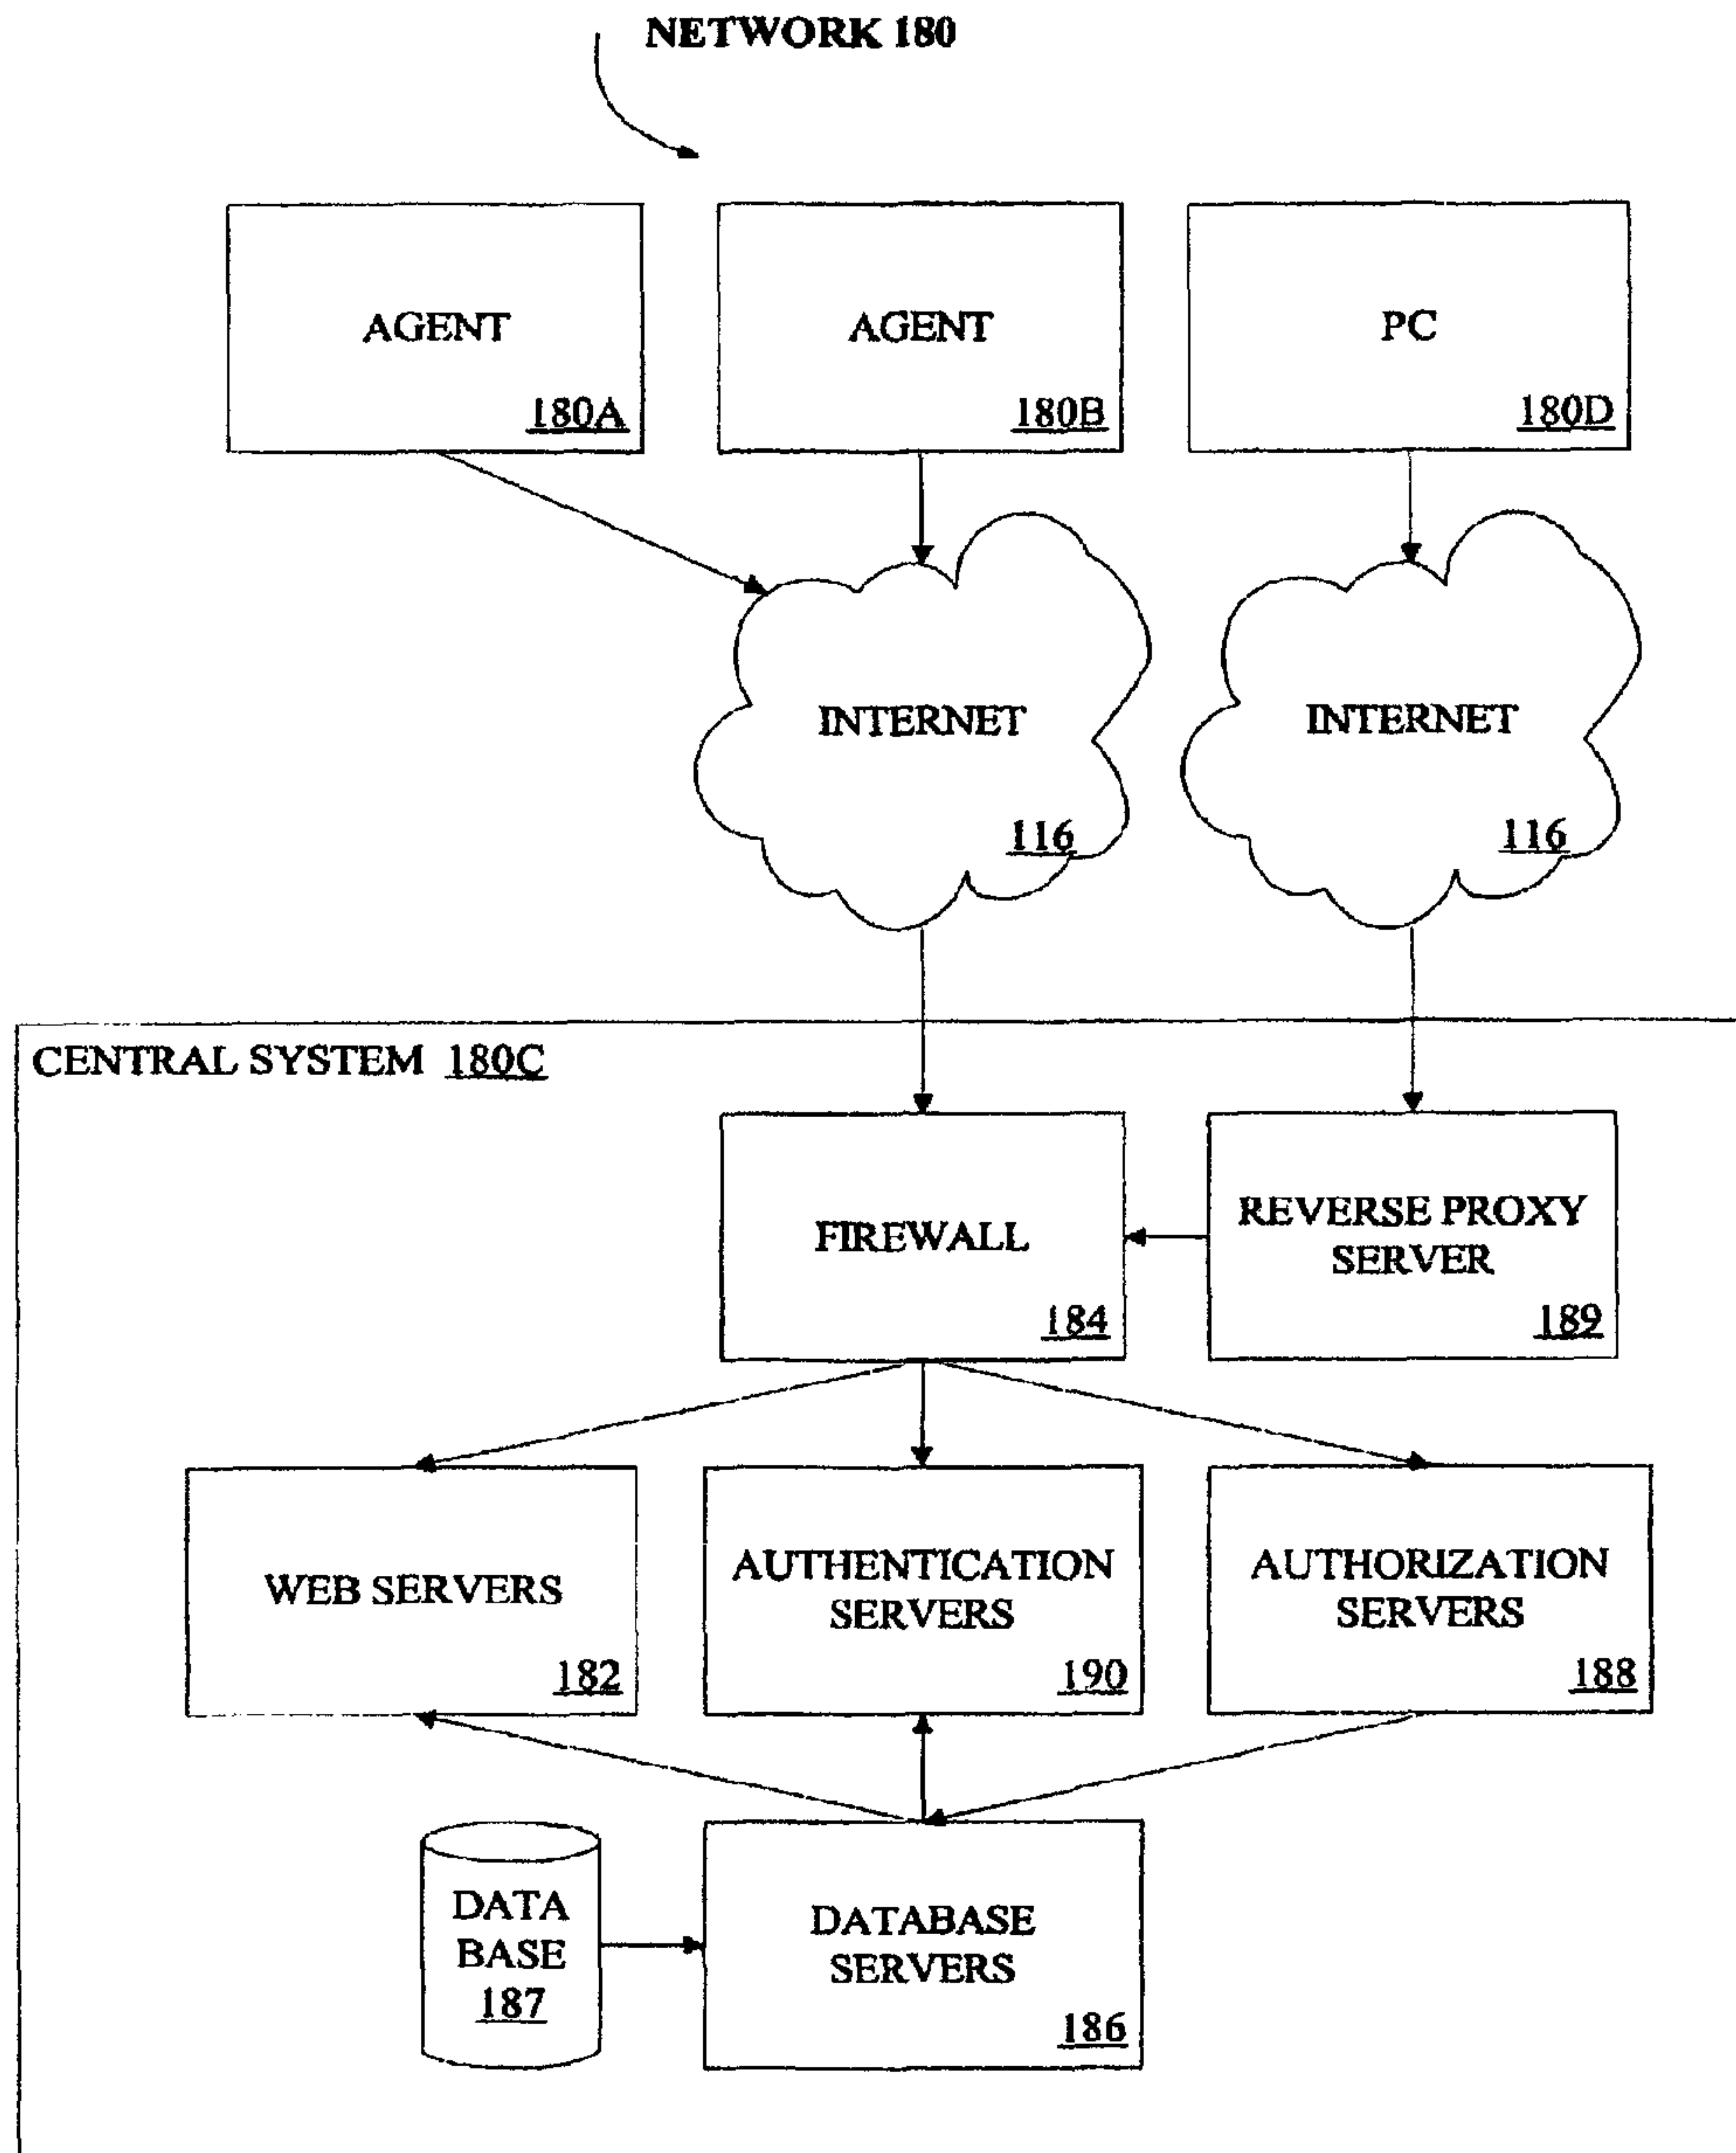 NETWORK 180
AGENT
180A
AGENT
180B
PC
180D
INTERNET
116
INTERNET
116
CENTRAL SYSTEM 180C
FIREWALL
184
REVERSE PROXY
SERVER
189
WEB SERVERS
182
AUTHENTICATION
SERVERS
190
AUTHORIZATION
SERVERS
188
DATA
BASE
187
DATABASE
SERVERS
186